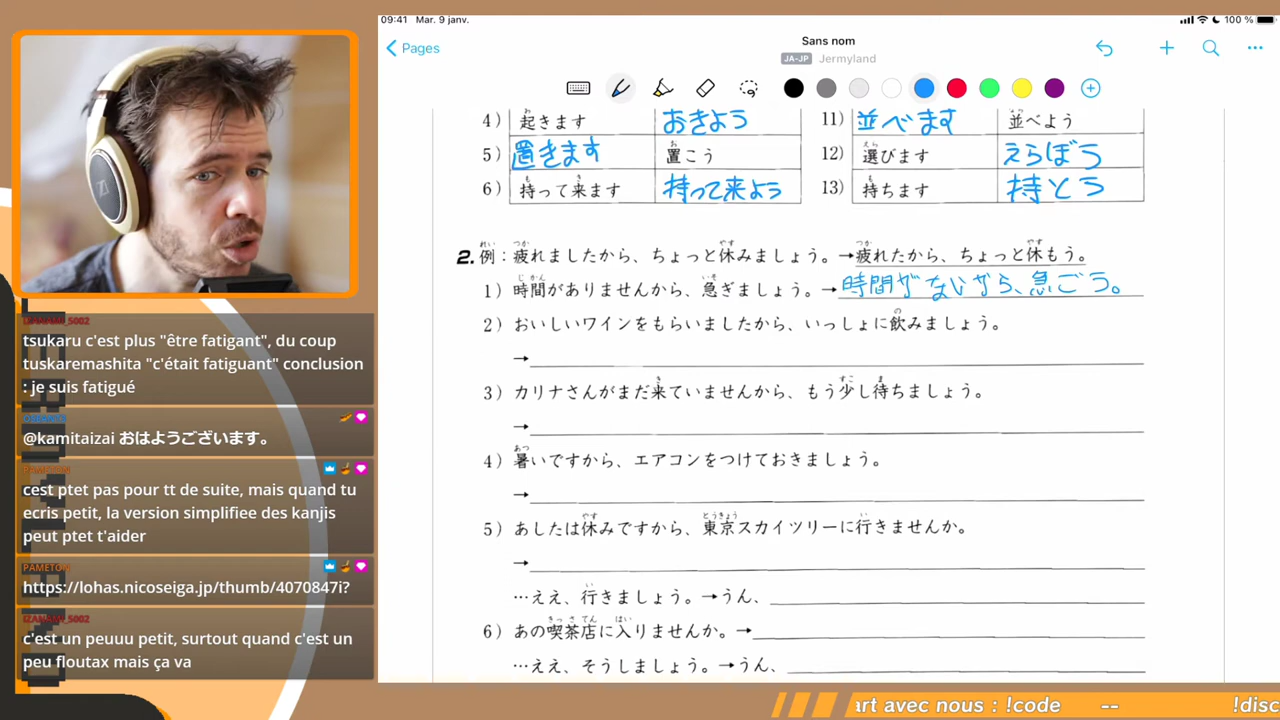 09:41 Mar. 9 janv.
100 %
Pages
Sans nom
JA-JP Jermyland
4) 起きます おきよう 11) 並べます 並べよう
5) 置きます 置こう 12) 選びます えらぼう
6) 持って来ます 持って来よう 13) 持ちます 持とう
2. 例：疲れましたから、ちょっと休みましょう。→疲れたから、ちょっと休もう。
1) 時間がありませんから、急ぎましょう。→時間がないから、急ごう。
2) おいしいワインをもらいましたから、いっしょに飲みましょう。
→
3) カリナさんがまだ来ていませんから、もう少し待ちましょう。
→
4) 暑いですから、エアコンをつけておきましょう。
→
5) あしたは休みですから、東京スカイツリーに行きませんか。
→
…ええ、行きましょう。→うん、
6) あの喫茶店に入りませんか。→
…ええ、そうしましょう。→うん、
tsukaru c'est plus "être fatigant", du coup
tuskaremashita "c'était fatiguant" conclusion
: je suis fatigué
@kamitaizai おはようございます。
cest ptet pas pour tt de suite, mais quand tu
ecris petit, la version simplifiee des kanjis
peut ptet t'aider
PAMETON
https://lohas.nicoseiga.jp/thumb/4070847i?
c'est un peuuu petit, surtout quand c'est un
peu floutax mais ça va
art avec nous : !code -- !disc